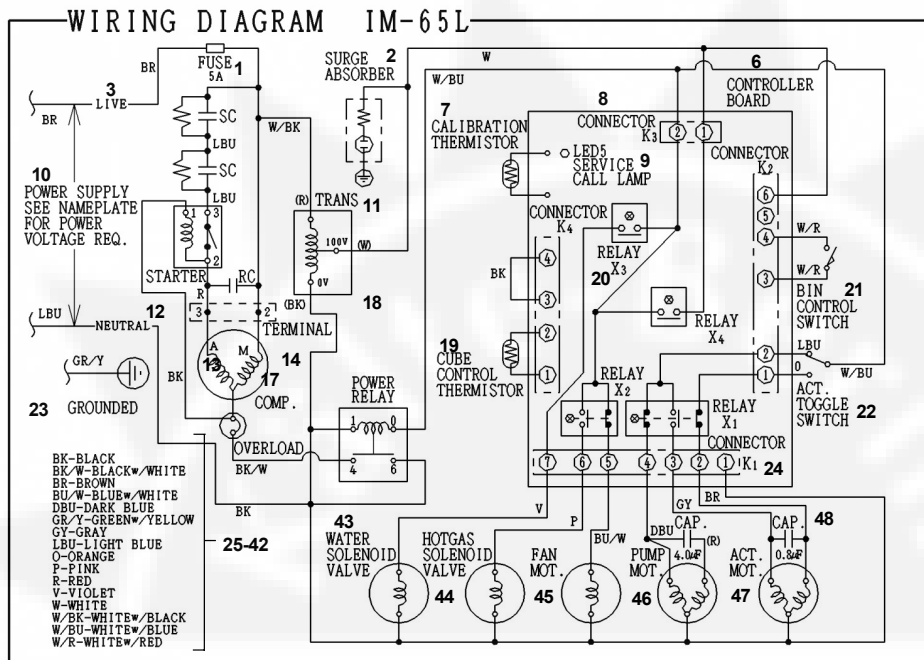 WIRING DIAGRAM IM-65L
BR
FUSE 1
5A
SURGE 2
ABSORBER
W
W/BU
6
CONTROLLER
BOARD
3
LIVE
BR
SC
LBU
SC
LBU
W/BK
7
CALIBRATION
THERMISTOR
8
CONNECTOR
K3
2 1
LED5 9
SERVICE
CALL LAMP
CONNECTOR
K2
6
5
4
3
2
1
10
POWER SUPPLY
SEE NAMEPLATE
FOR POWER
VOLTAGE REQ.
1 3
2
STARTER
(R) TRANS 11
100V (W)
0V
(BK)
18
CONNECTOR
K4
4
3
2
1
BK
RELAY
X3
20
RELAY
X4
W/R
W/R
BIN 21
CONTROL
SWITCH
RC
R
LBU
NEUTRAL 12
3 2
TERMINAL
A M
13 14
17
COMP.
GR/Y
23 GROUNDED
BK
19
CUBE
CONTROL
THERMISTOR
LBU
O
W/BU
ACT.
TOGGLE 22
SWITCH
POWER
RELAY
1 0
4 6
OVERLOAD
BK/W
BK
RELAY
X2
RELAY
X1
CONNECTOR
K1 24
7 6 5 4 3 2 1
BK-BLACK
BK/W-BLACKw/WHITE
BR-BROWN
BU/W-BLUEw/WHITE
DBU-DARK BLUE
GR/Y-GREENw/YELLOW
GY-GRAY
LBU-LIGHT BLUE
O-ORANGE
P-PINK
R-RED
V-VIOLET
W-WHITE
W/BK-WHITEw/BLACK
W/BU-WHITEw/BLUE
W/R-WHITEw/RED
25-42
V
P
BU/W
DBU
GY
BR
43
WATER
SOLENOID
VALVE
HOTGAS
SOLENOID
VALVE
44
FAN
MOT.
45
CAP.
(R)
4.0μF
PUMP
MOT.
46
CAP. 48
0.8μF
ACT.
MOT.
47